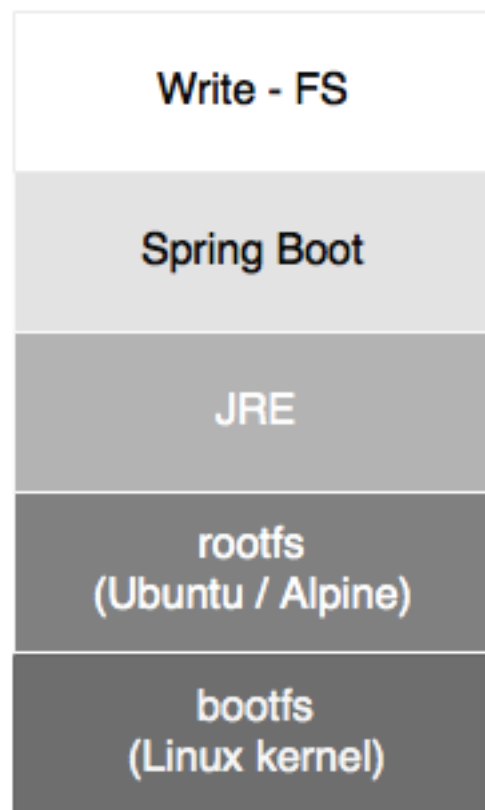 Write - FS
Spring Boot
JRE
rootfs
(Ubuntu / Alpine)
bootfs
(Linux kernel)